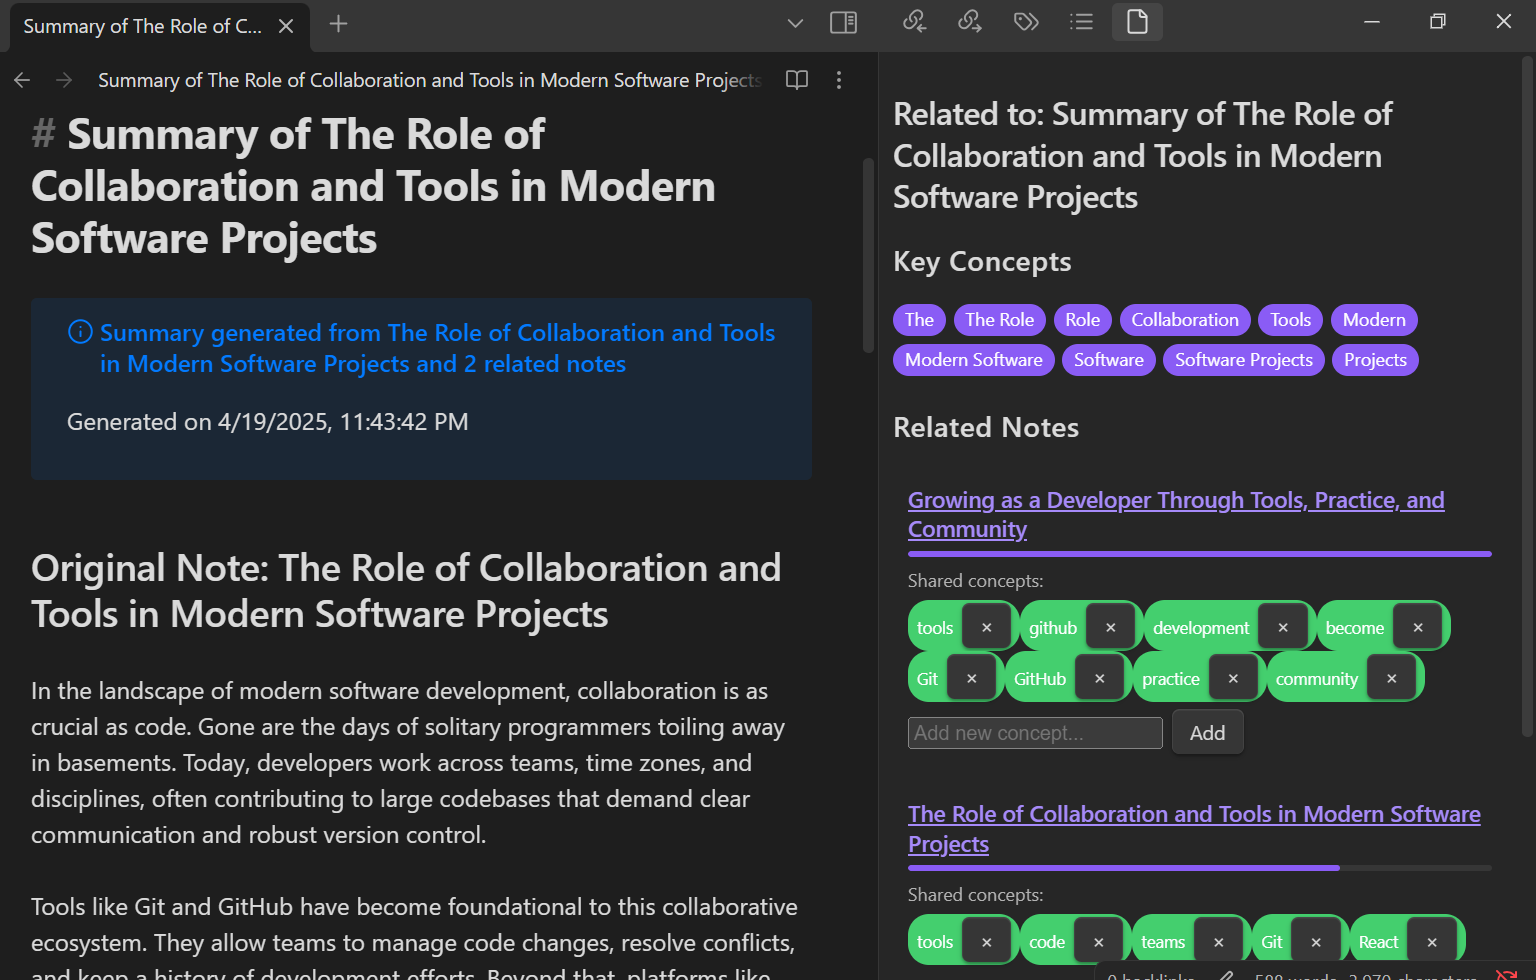 Summary of The Role of C...
Summary of The Role of Collaboration and Tools in Modern Software Projects
# Summary of The Role of
Collaboration and Tools in Modern
Software Projects
Summary generated from The Role of Collaboration and Tools
in Modern Software Projects and 2 related notes
Generated on 4/19/2025, 11:43:42 PM
Original Note: The Role of Collaboration and
Tools in Modern Software Projects
In the landscape of modern software development, collaboration is as
crucial as code. Gone are the days of solitary programmers toiling away
in basements. Today, developers work across teams, time zones, and
disciplines, often contributing to large codebases that demand clear
communication and robust version control.
Tools like Git and GitHub have become foundational to this collaborative
ecosystem. They allow teams to manage code changes, resolve conflicts,
and keep a history of development efforts. Beyond that, platforms like
Related to: Summary of The Role of
Collaboration and Tools in Modern
Software Projects
Key Concepts
The The Role Role Collaboration Tools Modern
Modern Software Software Software Projects Projects
Related Notes
Growing as a Developer Through Tools, Practice, and
Community
Shared concepts:
tools × github × development × become ×
Git × GitHub × practice × community ×
Add new concept... Add
The Role of Collaboration and Tools in Modern Software
Projects
Shared concepts:
tools × code × teams × Git × React ×
0 backlinks 588 words 3,979 characters